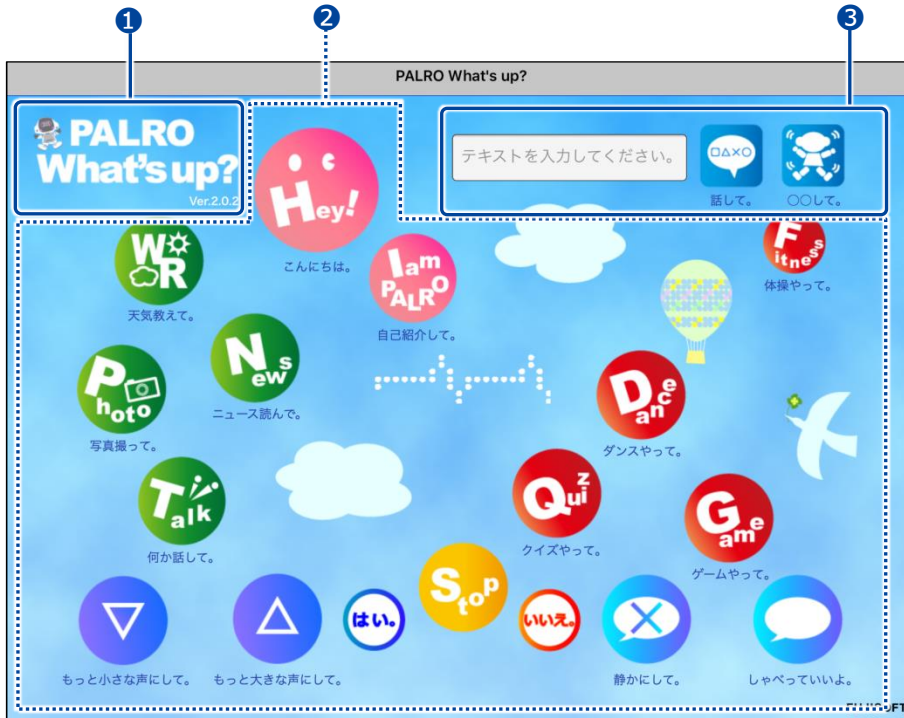 1
2
3
PALRO What's up?
PALRO
What's up?
Ver.2.0.2
テキストを入力してください。
□△×○
話して。
○○して。
Hey!
こんにちは。
I am
PALRO
自己紹介して。
WR
天気教えて。
Fitness
体操やって。
News
ニュース読んで。
Photo
写真撮って。
Dance
ダンスやって。
Talk
何か話して。
Quiz
クイズやって。
Game
ゲームやって。
▽
もっと小さな声にして。
△
もっと大きな声にして。
はい。
Stop
いいえ。
静かにして。
しゃべっていいよ。